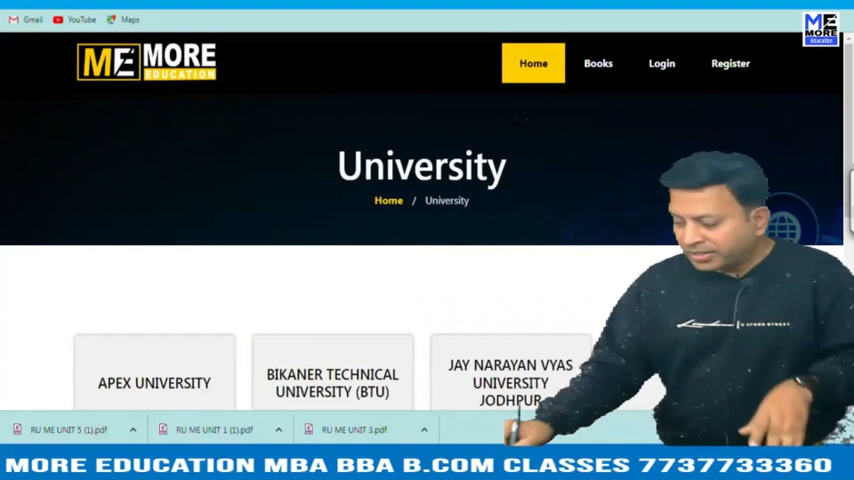 Gmail YouTube Maps
ME MORE EDUCATION
Home Books Login Register
ME MORE Education
University
Home / University
APEX UNIVERSITY
BIKANER TECHNICAL
UNIVERSITY (BTU)
JAY NARAYAN VYAS
UNIVERSITY
JODHPUR
RU ME UNIT 5 (1).pdf RU ME UNIT 1 (1).pdf RU ME UNIT 3.pdf
MORE EDUCATION MBA BBA B.COM CLASSES 7737733360